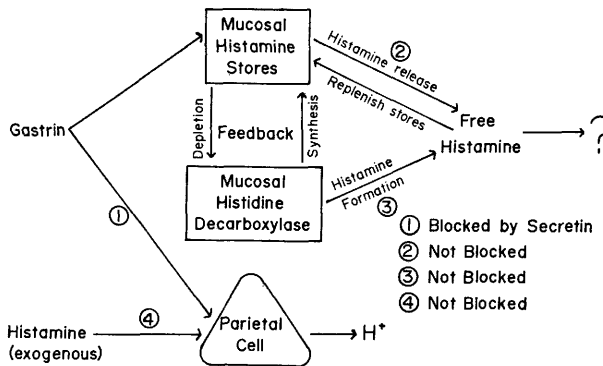 Mucosal
Histamine
Stores
②
Histamine release
Replenish stores
Gastrin
Depletion
Feedback
Synthesis
Free
Histamine
?
Mucosal
Histidine
Decarboxylase
Histamine
Formation
③
①
① Blocked by Secretin
② Not Blocked
③ Not Blocked
④ Not Blocked
Histamine
(exogenous)
④
Parietal
Cell
H⁺